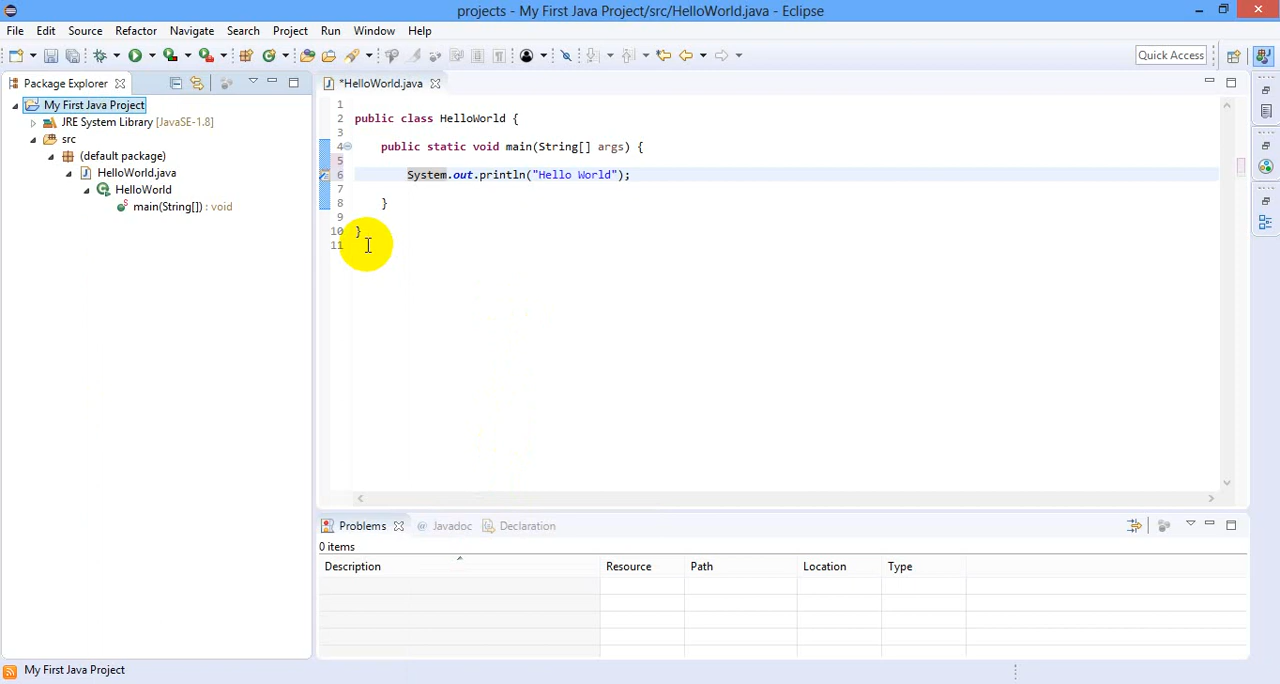 projects - My First Java Project/src/HelloWorld.java - Eclipse
File Edit Source Refactor Navigate Search Project Run Window Help
Quick Access
Package Explorer
My First Java Project
JRE System Library [JavaSE-1.8]
src
(default package)
HelloWorld.java
HelloWorld
main(String[]) : void
*HelloWorld.java
1
2 public class HelloWorld {
3
4 public static void main(String[] args) {
5
6 System.out.println("Hello World");
7
8 }
9
10 }
11
Problems @ Javadoc Declaration
0 items
Description Resource Path Location Type
My First Java Project